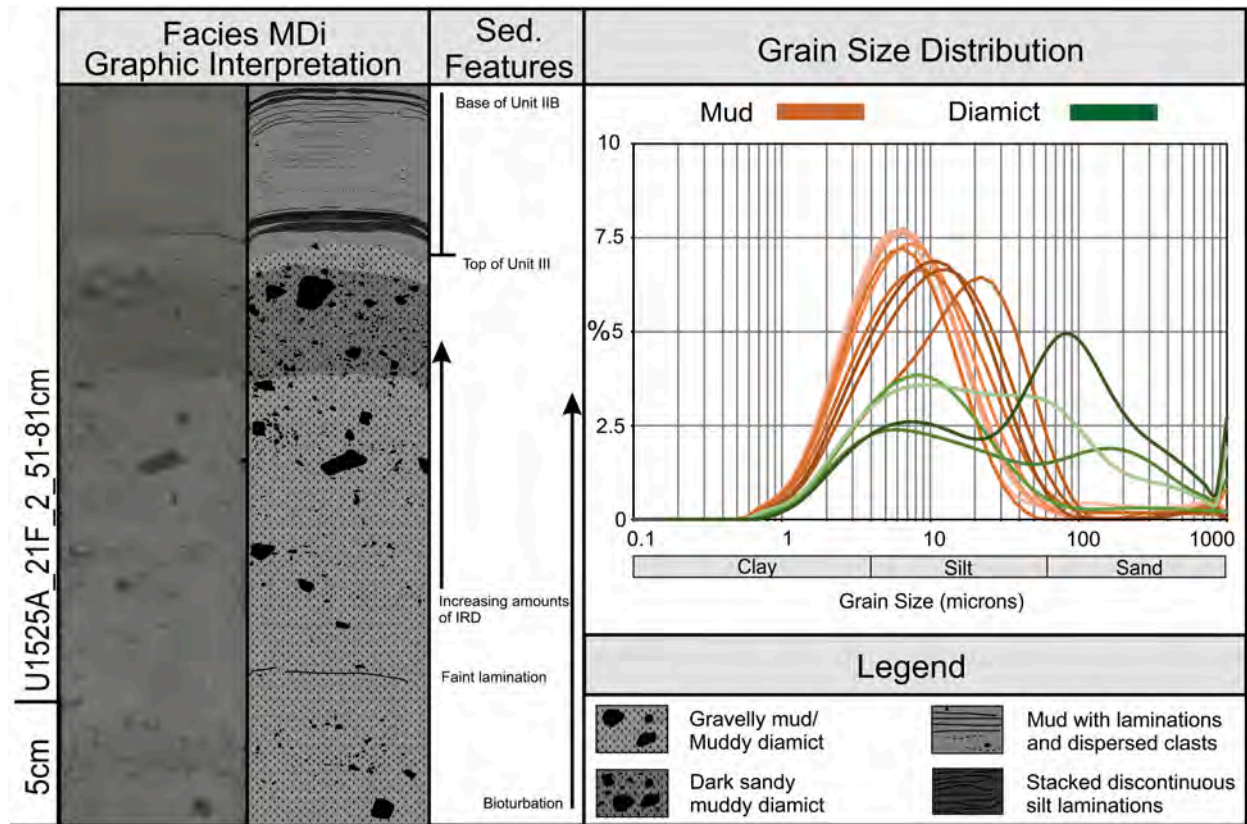 Facies MDi
Graphic Interpretation
Sed.
Features
Grain Size Distribution
U1525A_21F_2_51-81cm
5cm
Base of Unit IIB
Top of Unit III
Increasing amounts
of IRD
Faint lamination
Bioturbation
Mud
Diamict
10
7.5
%5
2.5
0
0.1
1
10
100
1000
Clay
Silt
Sand
Grain Size (microns)
Legend
Gravelly mud/
Muddy diamict
Mud with laminations
and dispersed clasts
Dark sandy
muddy diamict
Stacked discontinuous
silt laminations